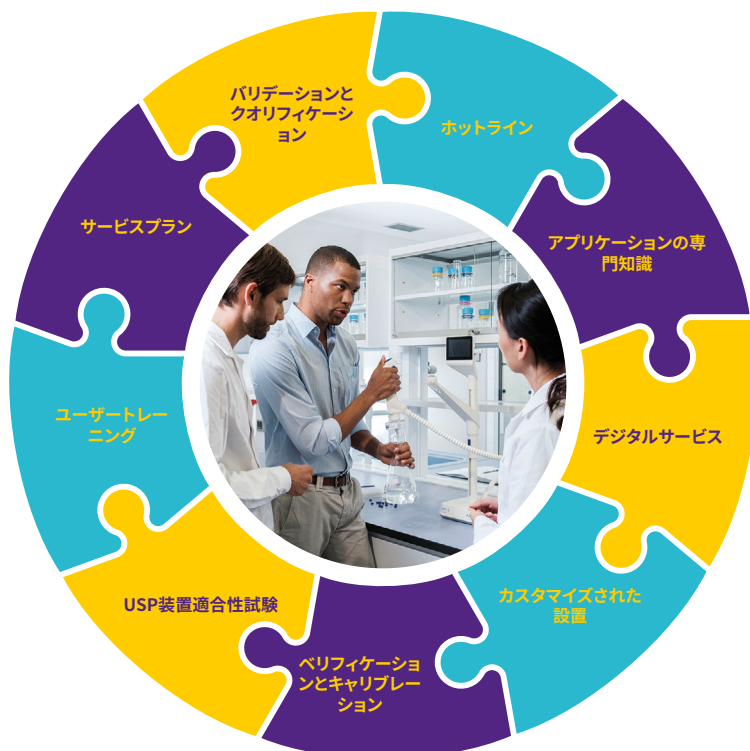 バリデーションと
クオリフィケーシ
ョン
ホットライン
アプリケーションの専
門知識
デジタルサービス
カスタマイズされた
設置
ベリフィケーショ
ンとキャリブレー
ション
USP装置適合性試験
ユーザートレー
ニング
サービスプラン